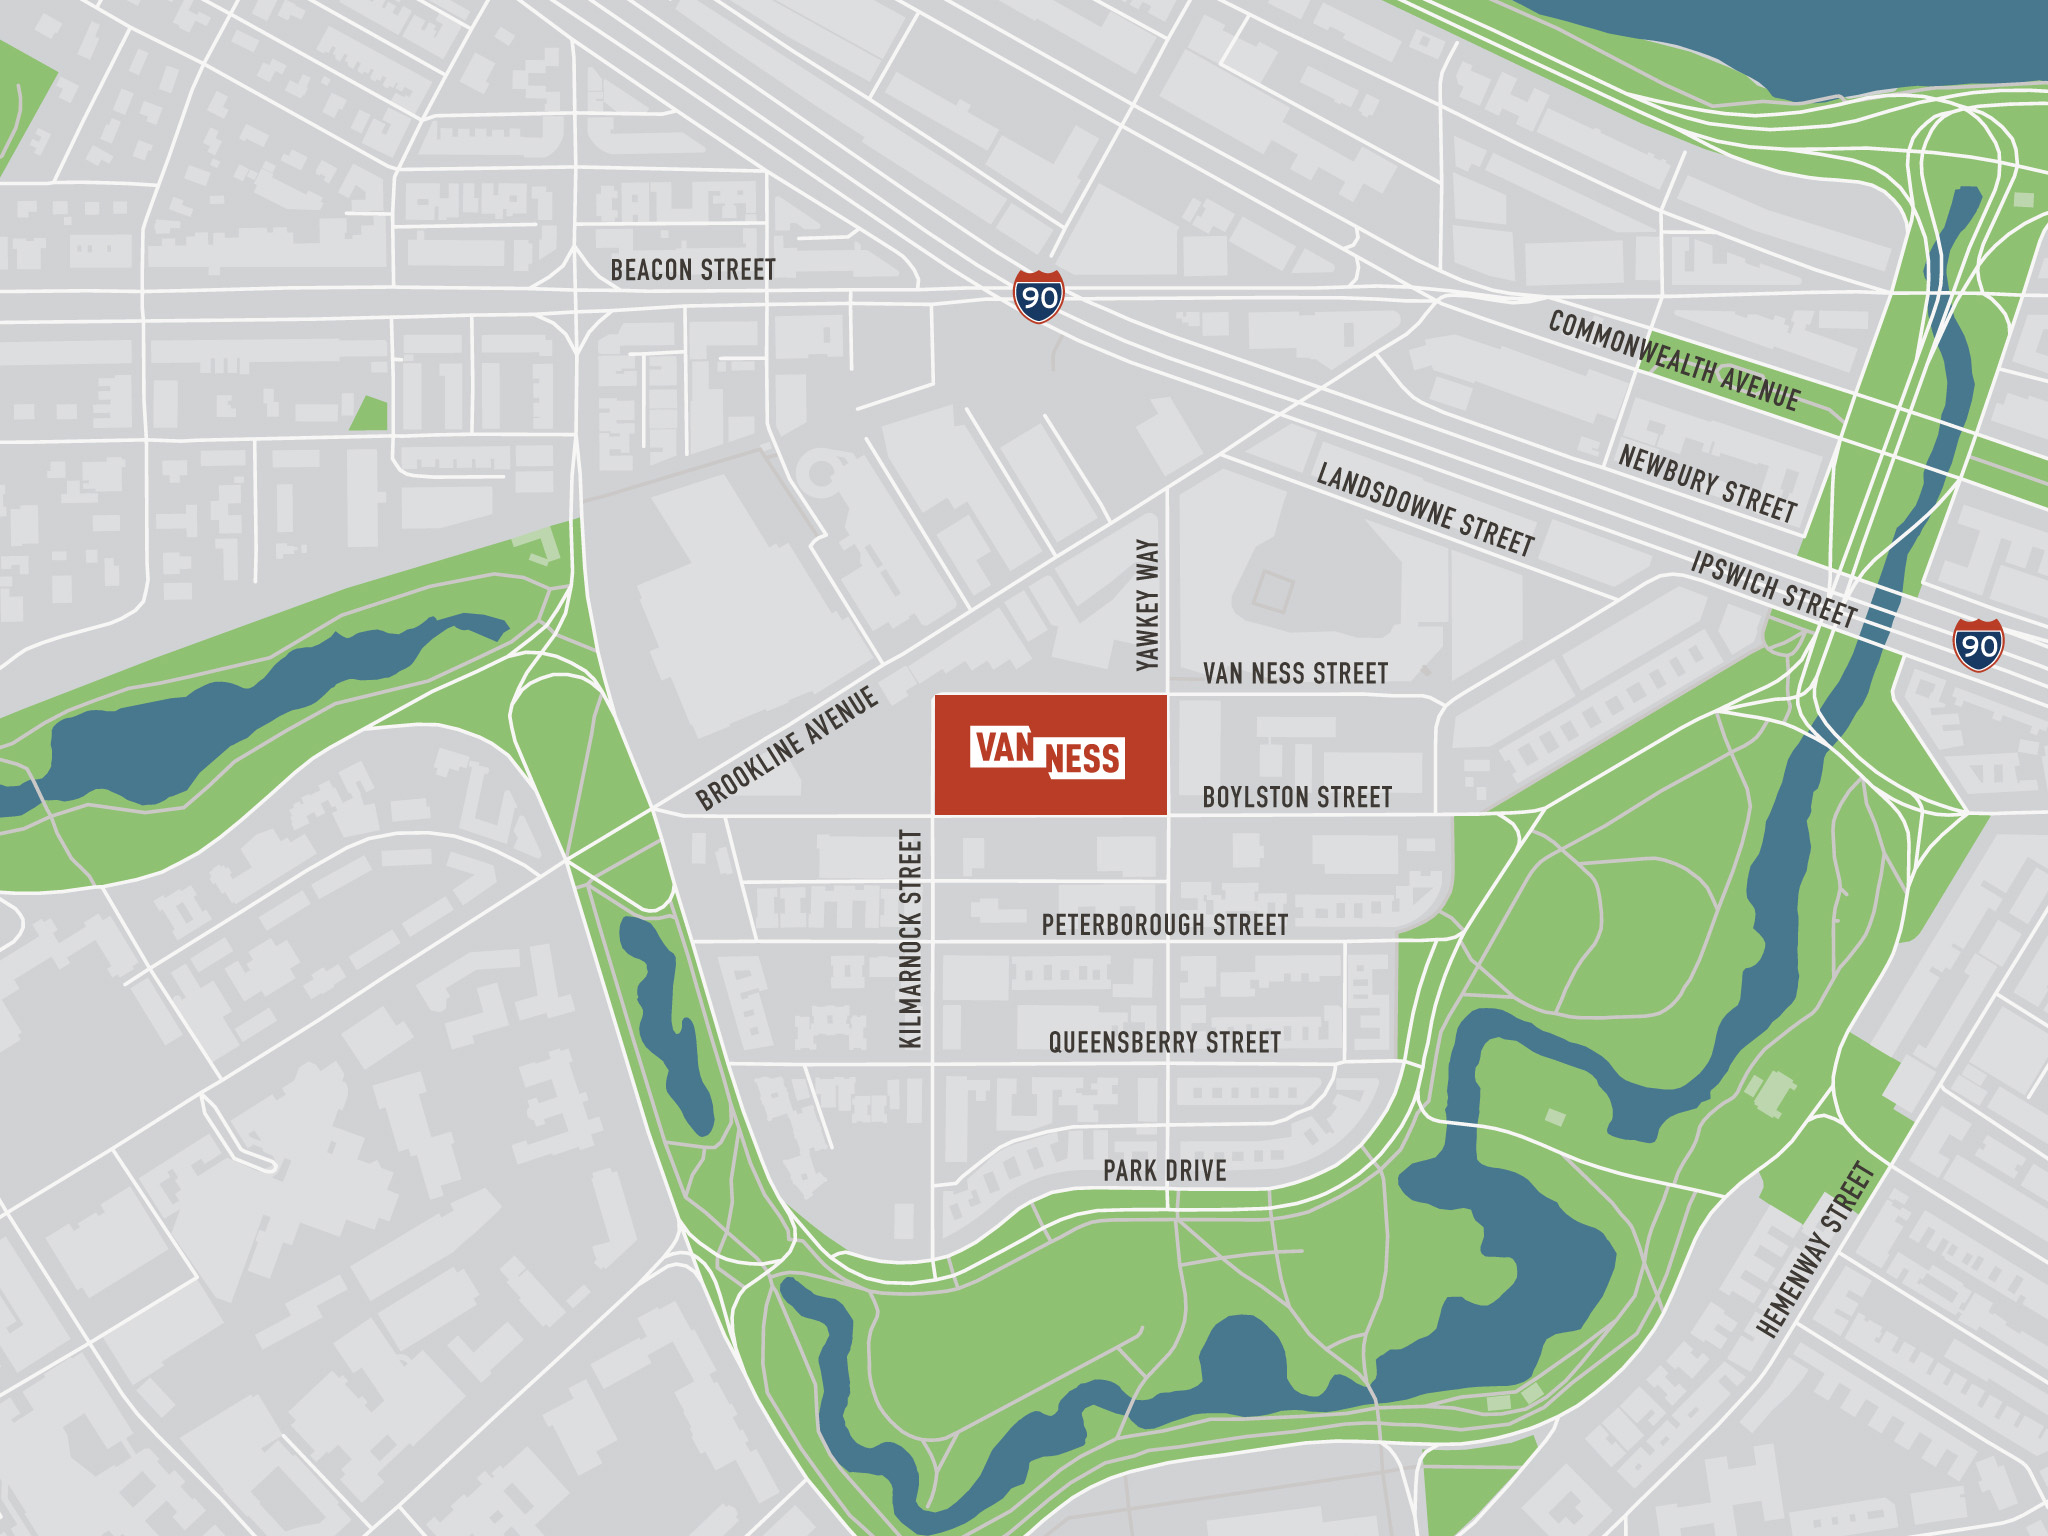 BEACON STREET
90
COMMONWEALTH AVENUE
NEWBURY STREET
LANDSDOWNE STREET
IPSWICH STREET
90
YAWKEY WAY
VAN NESS STREET
BROOKLINE AVENUE
VAN
NESS
BOYLSTON STREET
KILMARNOCK STREET
PETERBOROUGH STREET
QUEENSBERRY STREET
PARK DRIVE
HEMENWAY STREET